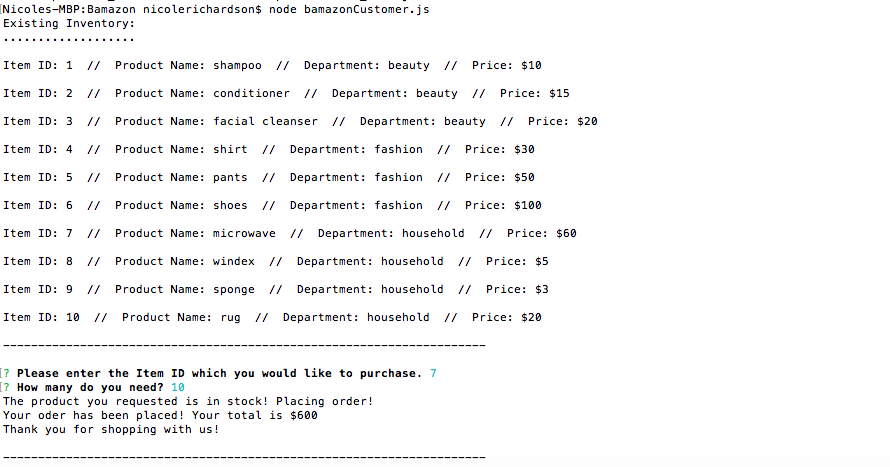 [Nicoles-MBP:Bamazon nicolerichardson$ node bamazonCustomer.js
Existing Inventory:
...................
Item ID: 1  //  Product Name: shampoo  //  Department: beauty  //  Price: $10
Item ID: 2  //  Product Name: conditioner  //  Department: beauty  //  Price: $15
Item ID: 3  //  Product Name: facial cleanser  //  Department: beauty  //  Price: $20
Item ID: 4  //  Product Name: shirt  //  Department: fashion  //  Price: $30
Item ID: 5  //  Product Name: pants  //  Department: fashion  //  Price: $50
Item ID: 6  //  Product Name: shoes  //  Department: fashion  //  Price: $100
Item ID: 7  //  Product Name: microwave  //  Department: household  //  Price: $60
Item ID: 8  //  Product Name: windex  //  Department: household  //  Price: $5
Item ID: 9  //  Product Name: sponge  //  Department: household  //  Price: $3
Item ID: 10  //  Product Name: rug  //  Department: household  //  Price: $20
---------------------------------------------------------------------
[? Please enter the Item ID which you would like to purchase. 7
[? How many do you need? 10
The product you requested is in stock! Placing order!
Your oder has been placed! Your total is $600
Thank you for shopping with us!
---------------------------------------------------------------------